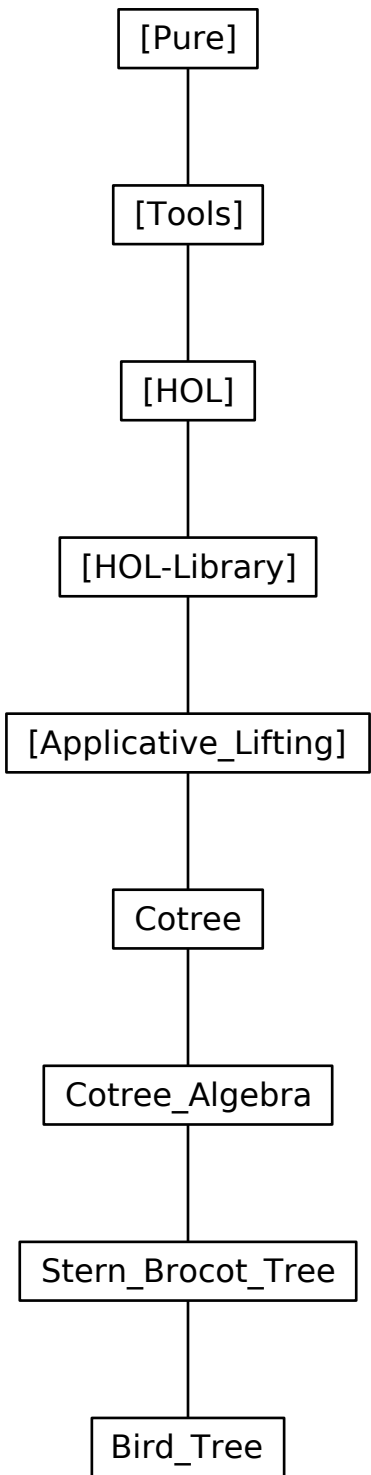 [Pure]
[Tools]
[HOL]
[HOL-Library]
[Applicative_Lifting]
Cotree
Cotree_Algebra
Stern_Brocot_Tree
Bird_Tree